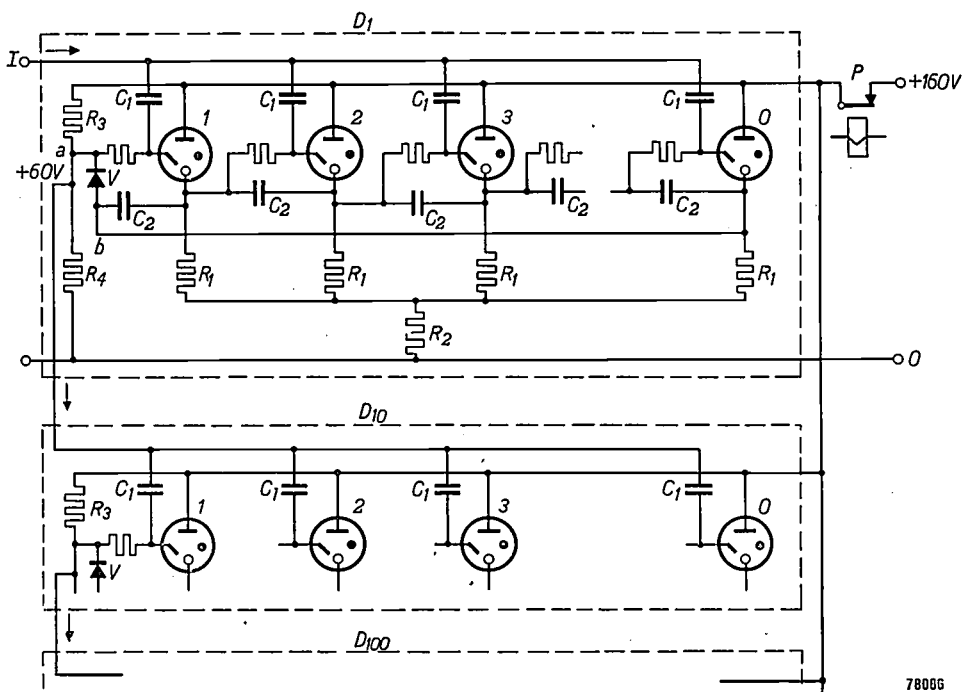 D1
I
P
+160V
C1 C1 C1 C1
R3
1 2 3 0
a
+60V
V
C2 C2 C2 C2 C2
b
R4 R1 R1 R1 R1
R2
0
D10
C1 C1 C1 C1
R3
1 2 3 0
V
D100
78066